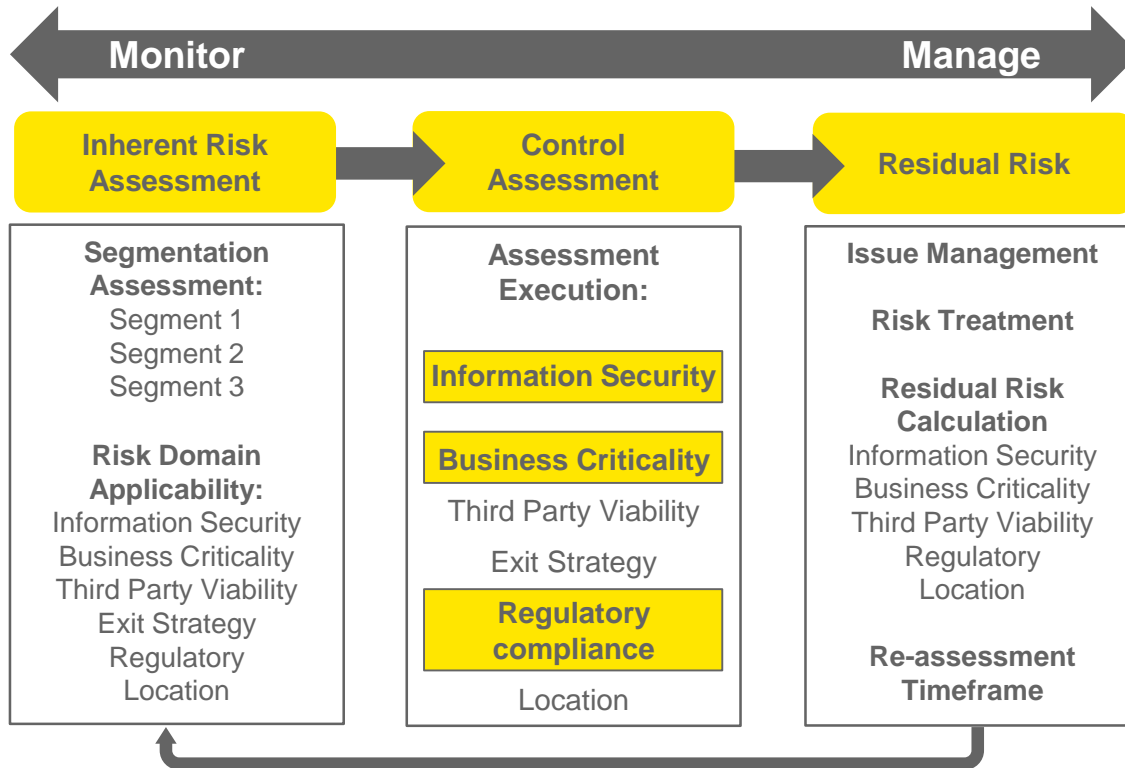 Monitor
Manage
Inherent Risk
Assessment
Control
Assessment
Residual Risk
Segmentation
Assessment:
Segment 1
Segment 2
Segment 3
Risk Domain
Applicability:
Information Security
Business Criticality
Third Party Viability
Exit Strategy
Regulatory
Location
Assessment
Execution:
Information Security
Business Criticality
Third Party Viability
Exit Strategy
Regulatory
compliance
Location
Issue Management
Risk Treatment
Residual Risk
Calculation
Information Security
Business Criticality
Third Party Viability
Regulatory
Location
Re-assessment
Timeframe